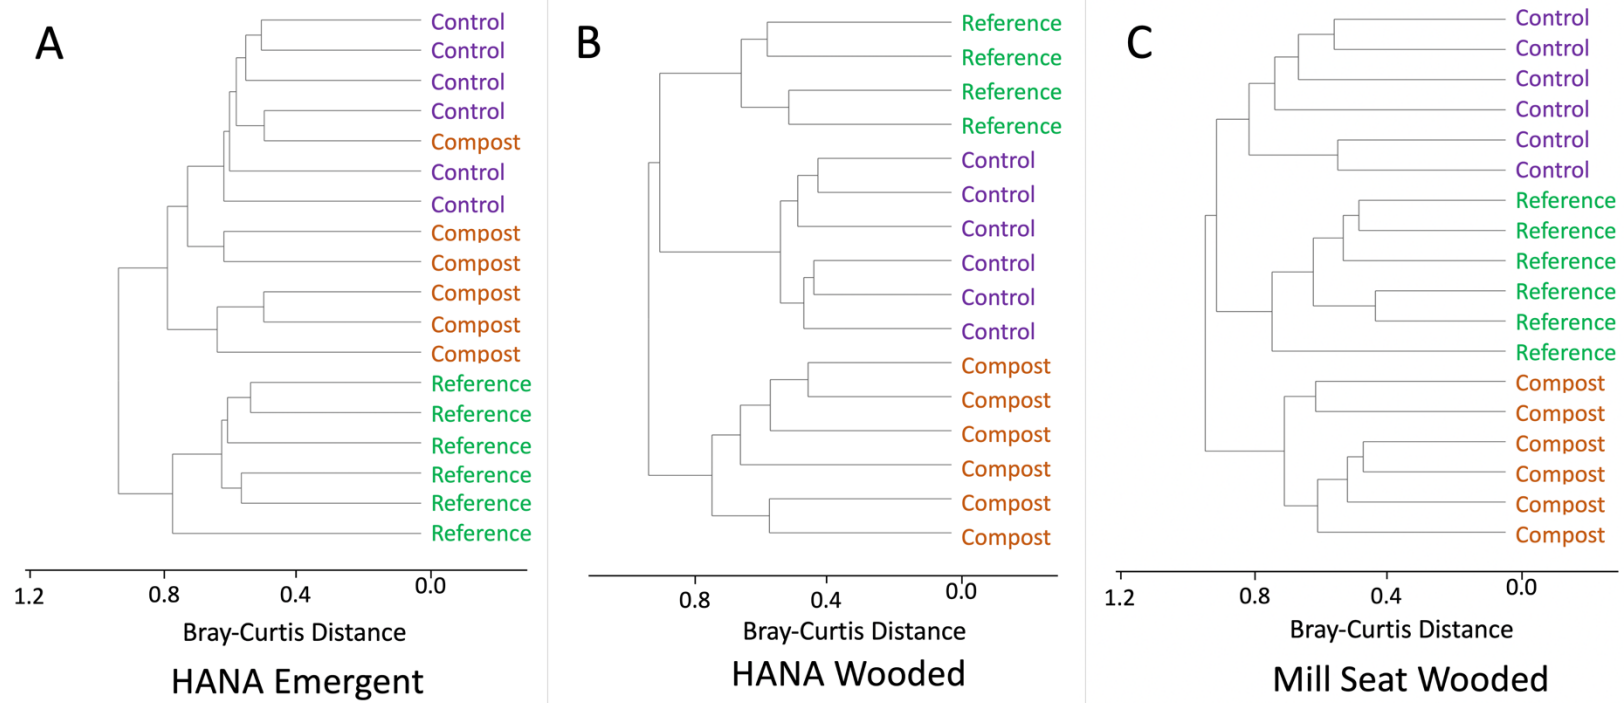 A
Control
Control
Control
Control
Compost
Control
Control
Compost
Compost
Compost
Compost
Compost
Reference
Reference
Reference
Reference
Reference
Reference
1.2 0.8 0.4 0.0
Bray-Curtis Distance
HANA Emergent
B
Reference
Reference
Reference
Reference
Control
Control
Control
Control
Control
Control
Compost
Compost
Compost
Compost
Compost
Compost
0.8 0.4 0.0
Bray-Curtis Distance
HANA Wooded
C
Control
Control
Control
Control
Control
Control
Reference
Reference
Reference
Reference
Reference
Reference
Compost
Compost
Compost
Compost
Compost
Compost
1.2 0.8 0.4 0.0
Bray-Curtis Distance
Mill Seat Wooded